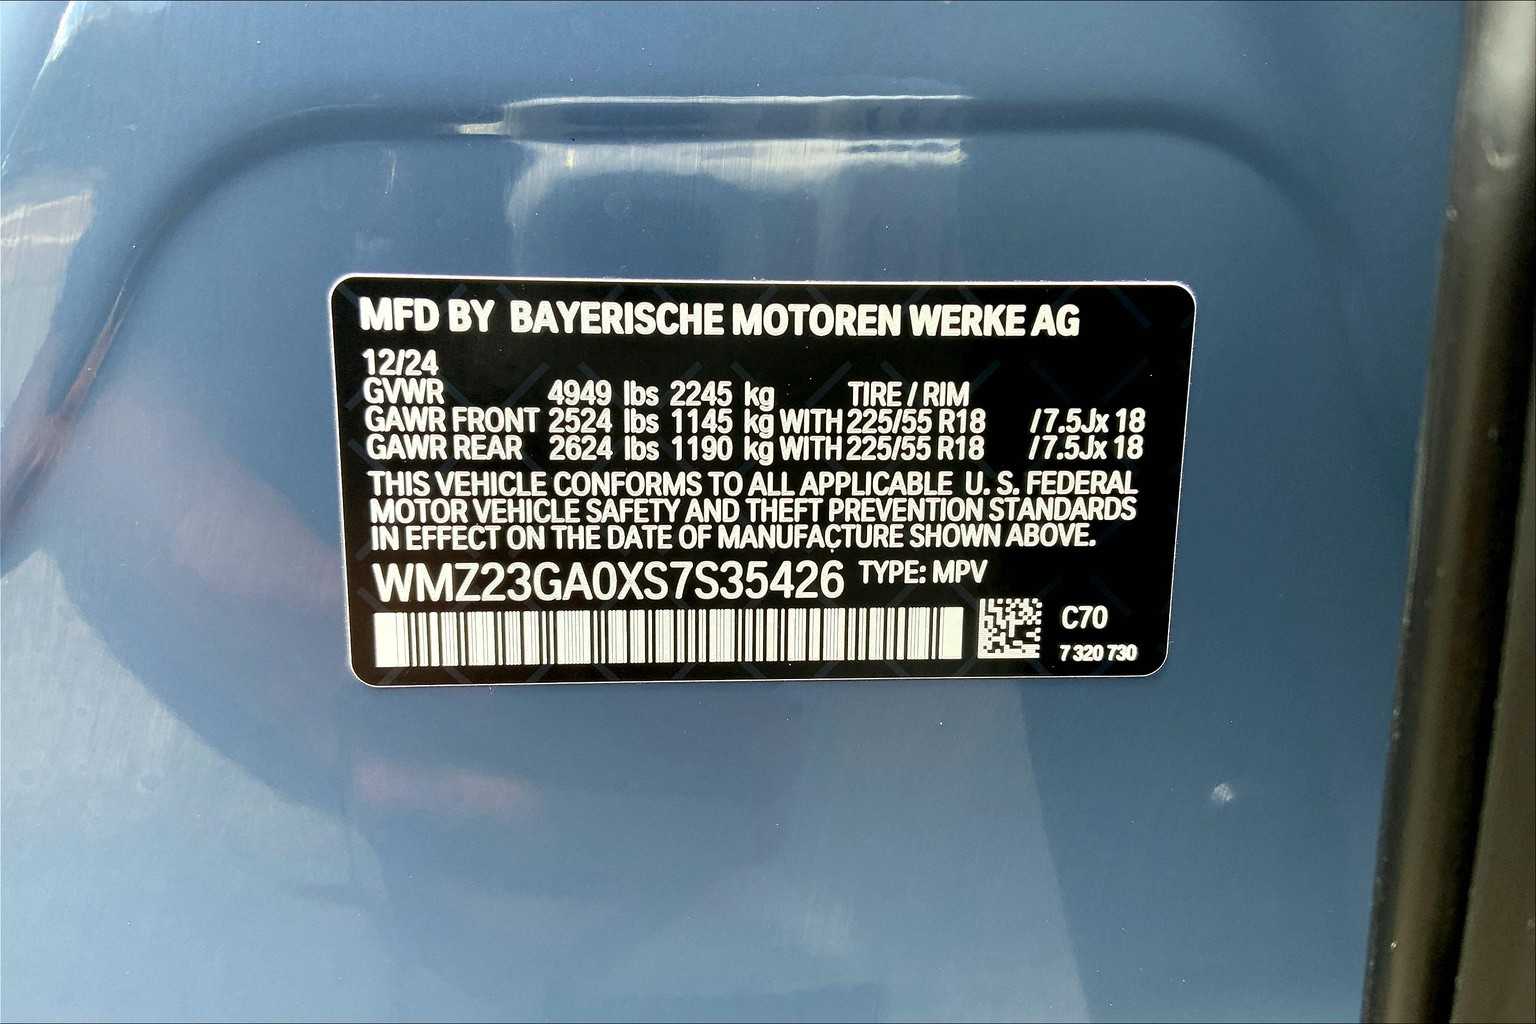 MFD BY BAYERISCHE MOTOREN WERKE AG
12/24
GVWR 4949 lbs 2245 kg TIRE / RIM
GAWR FRONT 2524 lbs 1145 kg WITH 225/55 R18 /7.5Jx 18
GAWR REAR 2624 lbs 1190 kg WITH 225/55 R18 /7.5Jx 18
THIS VEHICLE CONFORMS TO ALL APPLICABLE U. S. FEDERAL
MOTOR VEHICLE SAFETY AND THEFT PREVENTION STANDARDS
IN EFFECT ON THE DATE OF MANUFACTURE SHOWN ABOVE.
WMZ23GA0XS7S35426 TYPE: MPV
C70
7 320 730